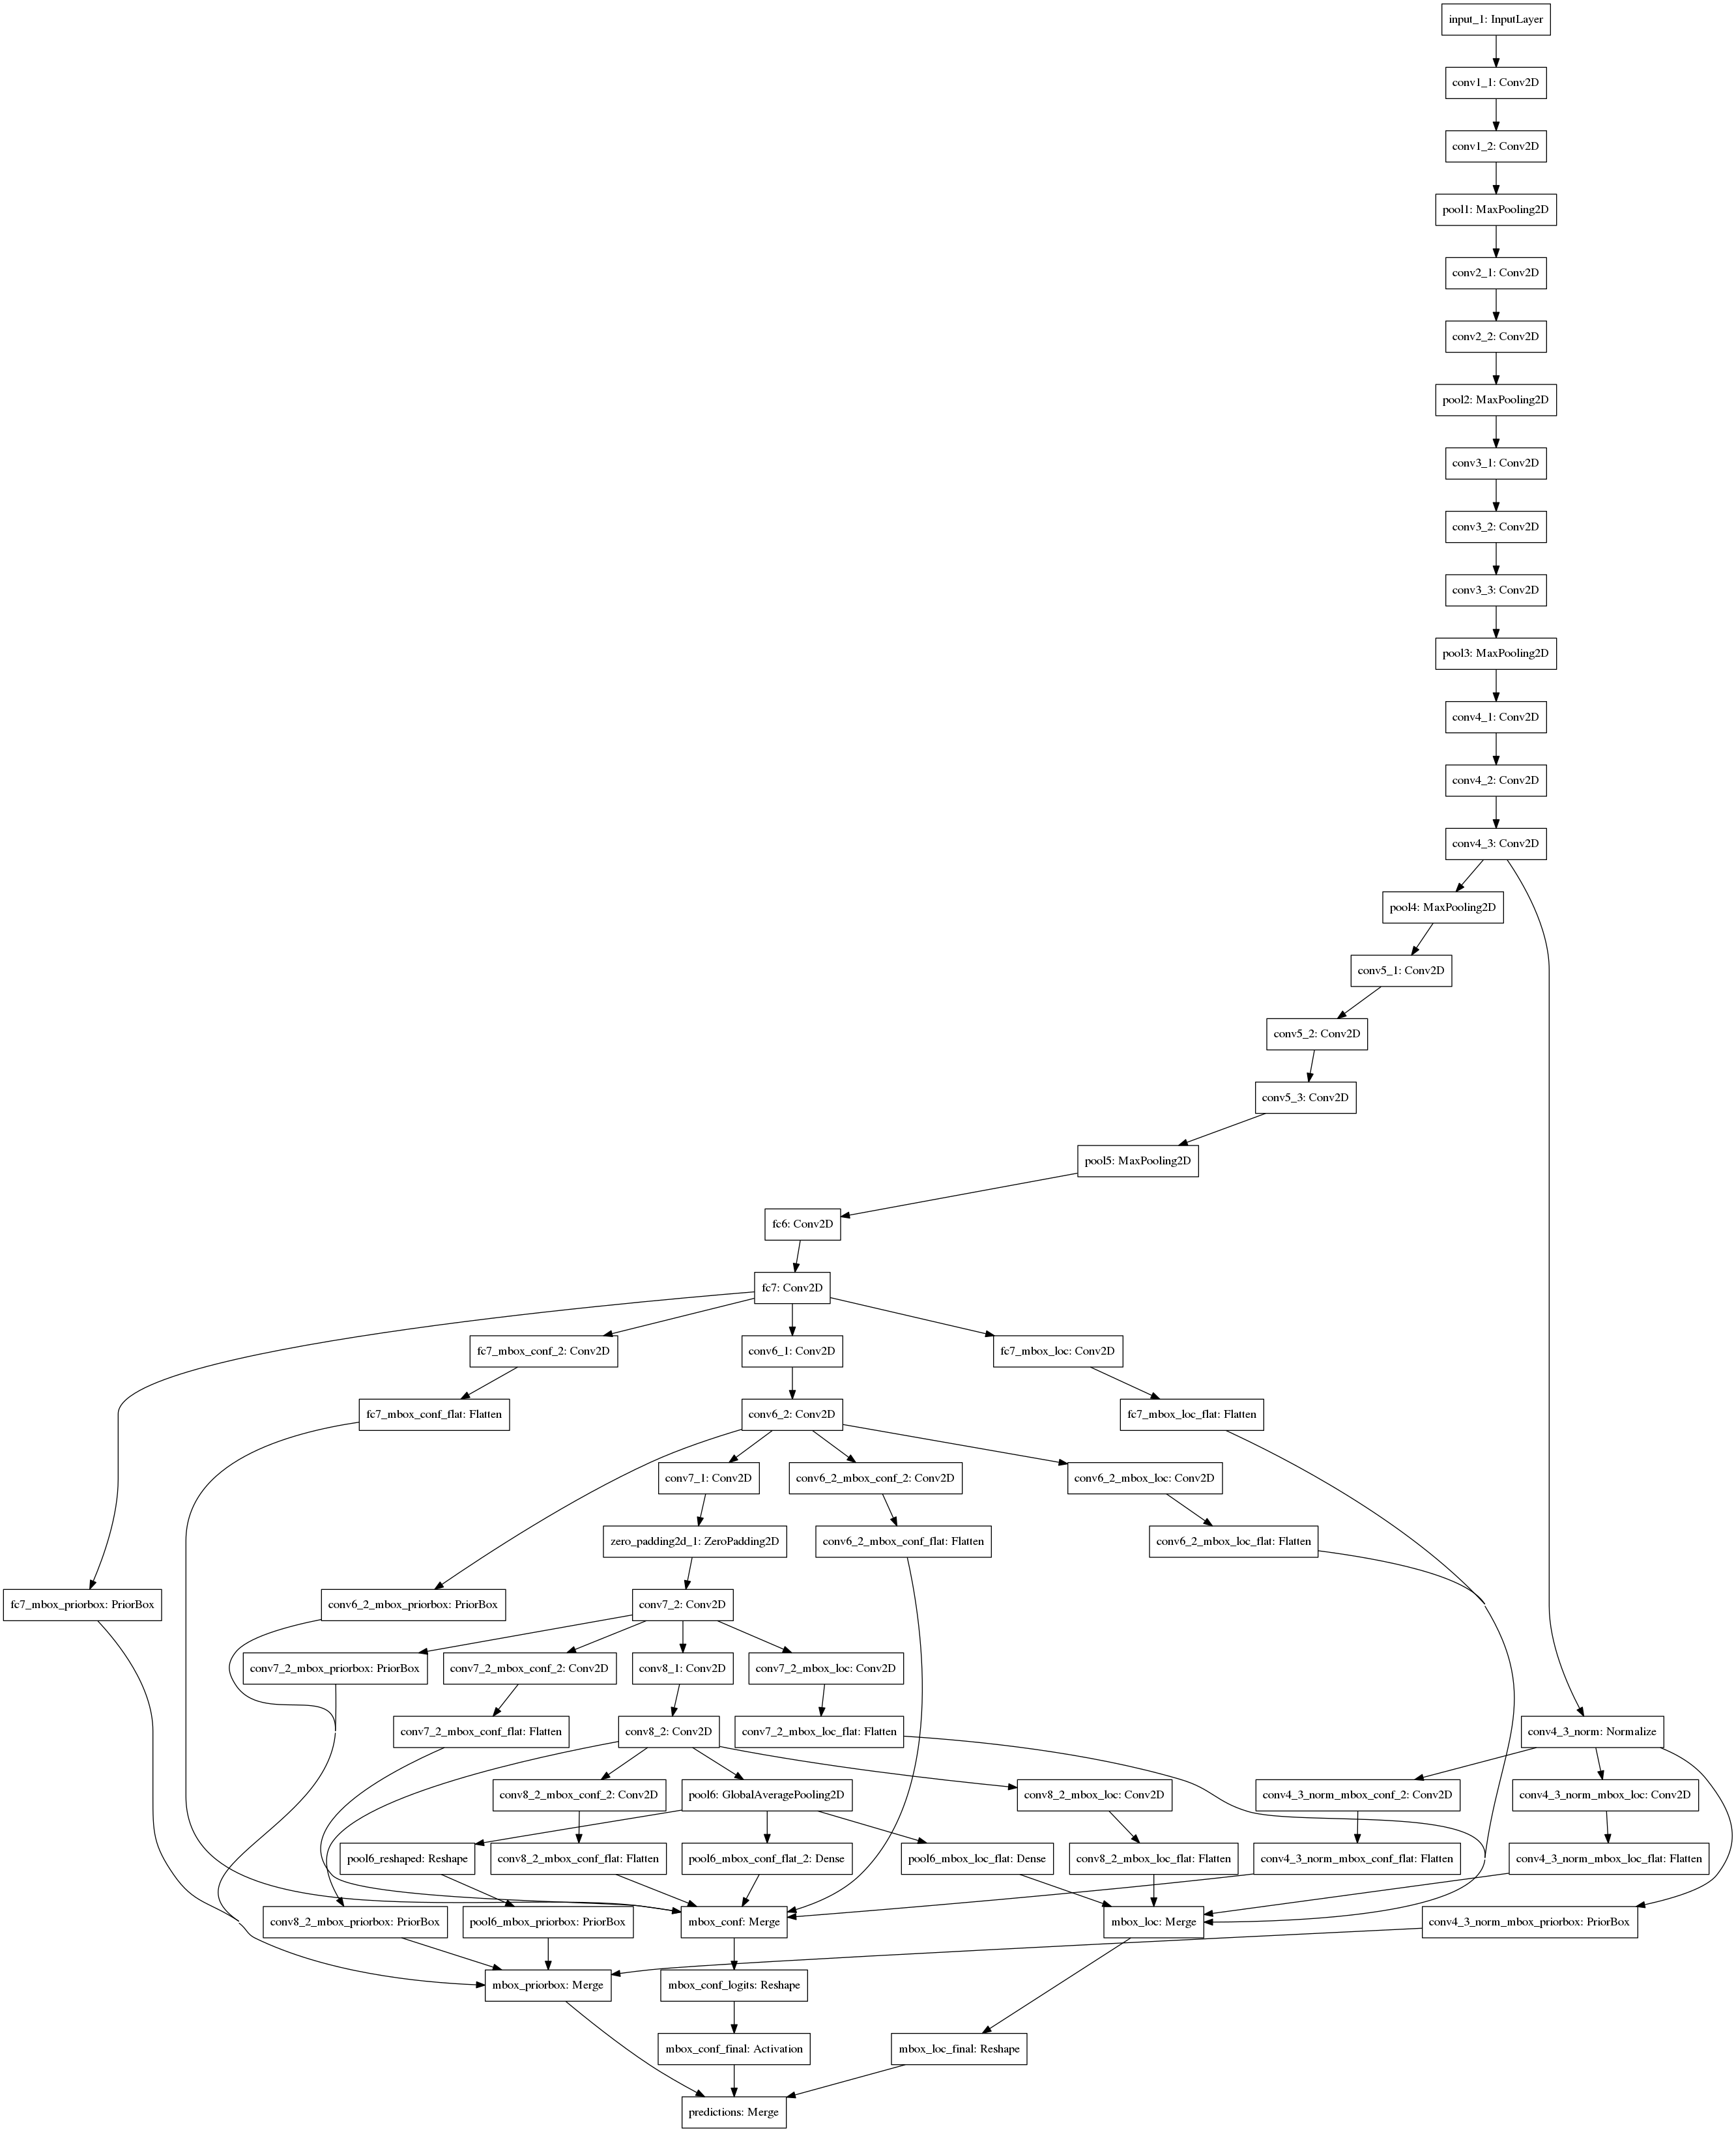 input_1: InputLayer
conv1_1: Conv2D
conv1_2: Conv2D
pool1: MaxPooling2D
conv2_1: Conv2D
conv2_2: Conv2D
pool2: MaxPooling2D
conv3_1: Conv2D
conv3_2: Conv2D
conv3_3: Conv2D
pool3: MaxPooling2D
conv4_1: Conv2D
conv4_2: Conv2D
conv4_3: Conv2D
pool4: MaxPooling2D
conv5_1: Conv2D
conv5_2: Conv2D
conv5_3: Conv2D
pool5: MaxPooling2D
fc6: Conv2D
fc7: Conv2D
fc7_mbox_conf_2: Conv2D
conv6_1: Conv2D
fc7_mbox_loc: Conv2D
fc7_mbox_conf_flat: Flatten
conv6_2: Conv2D
fc7_mbox_loc_flat: Flatten
conv7_1: Conv2D
conv6_2_mbox_conf_2: Conv2D
conv6_2_mbox_loc: Conv2D
zero_padding2d_1: ZeroPadding2D
conv6_2_mbox_conf_flat: Flatten
conv6_2_mbox_loc_flat: Flatten
fc7_mbox_priorbox: PriorBox
conv6_2_mbox_priorbox: PriorBox
conv7_2: Conv2D
conv7_2_mbox_priorbox: PriorBox
conv7_2_mbox_conf_2: Conv2D
conv8_1: Conv2D
conv7_2_mbox_loc: Conv2D
conv7_2_mbox_conf_flat: Flatten
conv8_2: Conv2D
conv7_2_mbox_loc_flat: Flatten
conv4_3_norm: Normalize
conv8_2_mbox_conf_2: Conv2D
pool6: GlobalAveragePooling2D
conv8_2_mbox_loc: Conv2D
conv4_3_norm_mbox_conf_2: Conv2D
conv4_3_norm_mbox_loc: Conv2D
pool6_reshaped: Reshape
conv8_2_mbox_conf_flat: Flatten
pool6_mbox_conf_flat_2: Dense
pool6_mbox_loc_flat: Dense
conv8_2_mbox_loc_flat: Flatten
conv4_3_norm_mbox_conf_flat: Flatten
conv4_3_norm_mbox_loc_flat: Flatten
conv8_2_mbox_priorbox: PriorBox
pool6_mbox_priorbox: PriorBox
mbox_conf: Merge
mbox_loc: Merge
conv4_3_norm_mbox_priorbox: PriorBox
mbox_priorbox: Merge
mbox_conf_logits: Reshape
mbox_conf_final: Activation
mbox_loc_final: Reshape
predictions: Merge